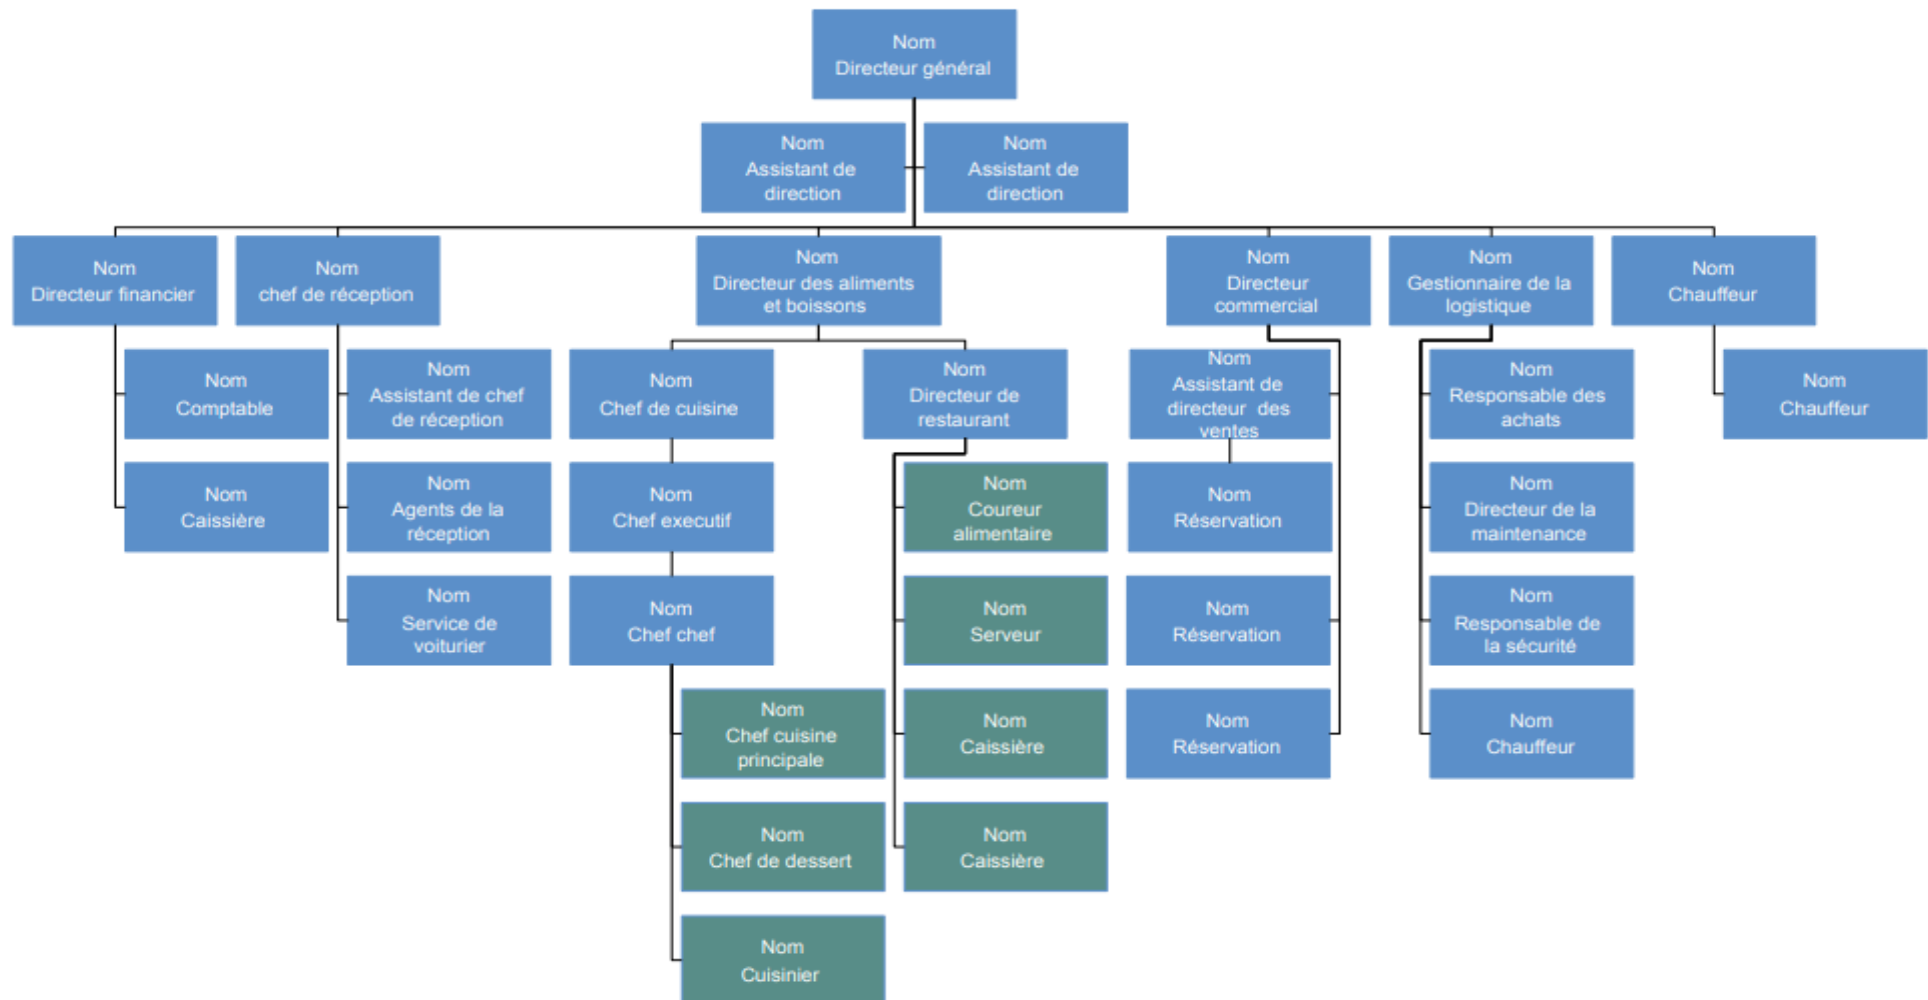 Nom
Directeur général
Nom
Assistant de
direction
Nom
Assistant de
direction
Nom
Directeur financier
Nom
chef de réception
Nom
Directeur des aliments
et boissons
Nom
Directeur
commercial
Nom
Gestionnaire de la
logistique
Nom
Chauffeur
Nom
Comptable
Nom
Assistant de chef
de réception
Nom
Chef de cuisine
Nom
Directeur de
restaurant
Nom
Assistant de
directeur des
ventes
Nom
Responsable des
achats
Nom
Chauffeur
Nom
Caissière
Nom
Agents de la
réception
Nom
Chef executif
Nom
Coureur
alimentaire
Nom
Réservation
Nom
Directeur de la
maintenance
Nom
Service de
voiturier
Nom
Chef chef
Nom
Serveur
Nom
Réservation
Nom
Responsable de
la sécurité
Nom
Chef cuisine
principale
Nom
Caissière
Nom
Réservation
Nom
Chauffeur
Nom
Chef de dessert
Nom
Caissière
Nom
Cuisinier